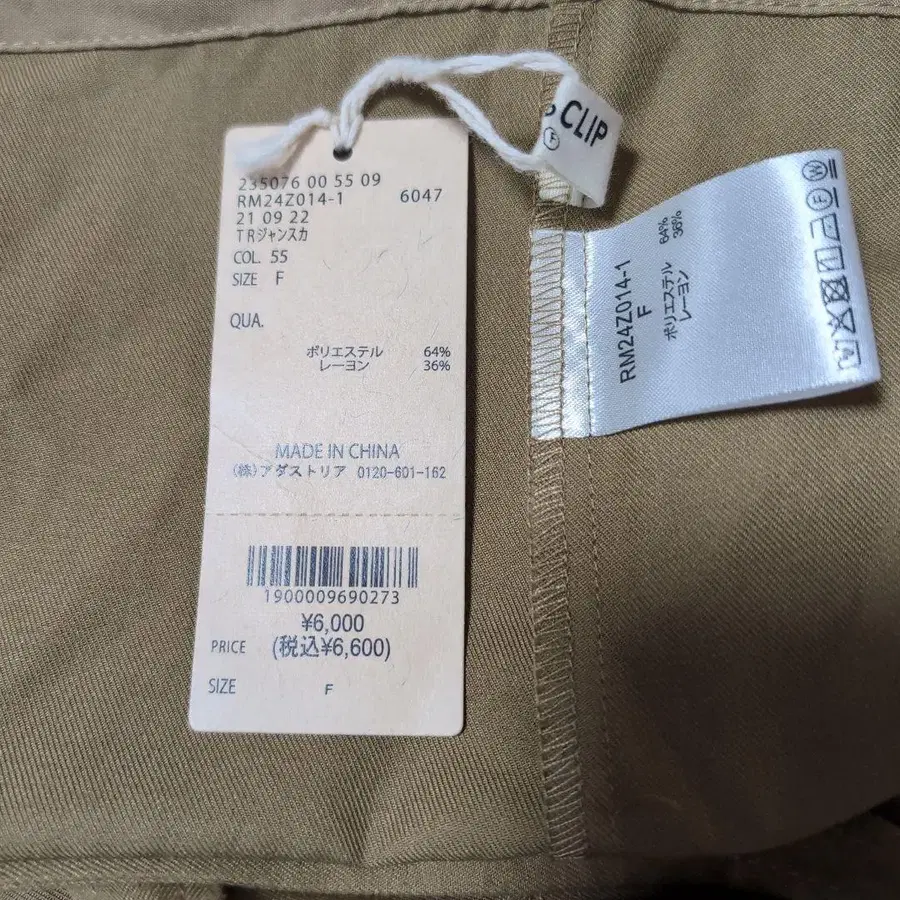 235076 00 55 09
RM24Z014-1 6047
21 09 22
TRジャンスカ
COL. 55
SIZE F
QUA.
ポリエステル 64%
レーヨン 36%
MADE IN CHINA
(株)アダストリア 0120-601-162
1900009690273
¥6,000
PRICE (税込¥6,600)
SIZE F
CLIP
F
RM24Z014-1
F
ポリエステル 64%
レーヨン 36%
W